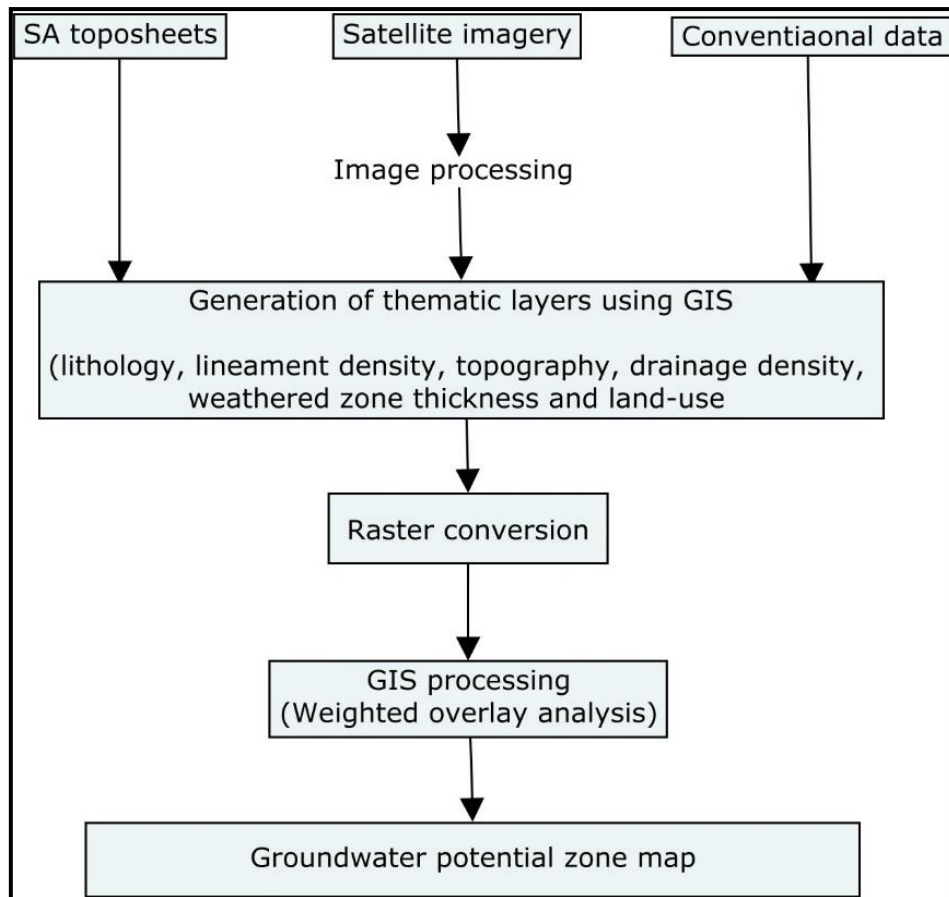 SA toposheets
Satellite imagery
Conventiaonal data
Image processing
Generation of thematic layers using GIS
(lithology, lineament density, topography, drainage density,
weathered zone thickness and land-use
Raster conversion
GIS processing
(Weighted overlay analysis)
Groundwater potential zone map